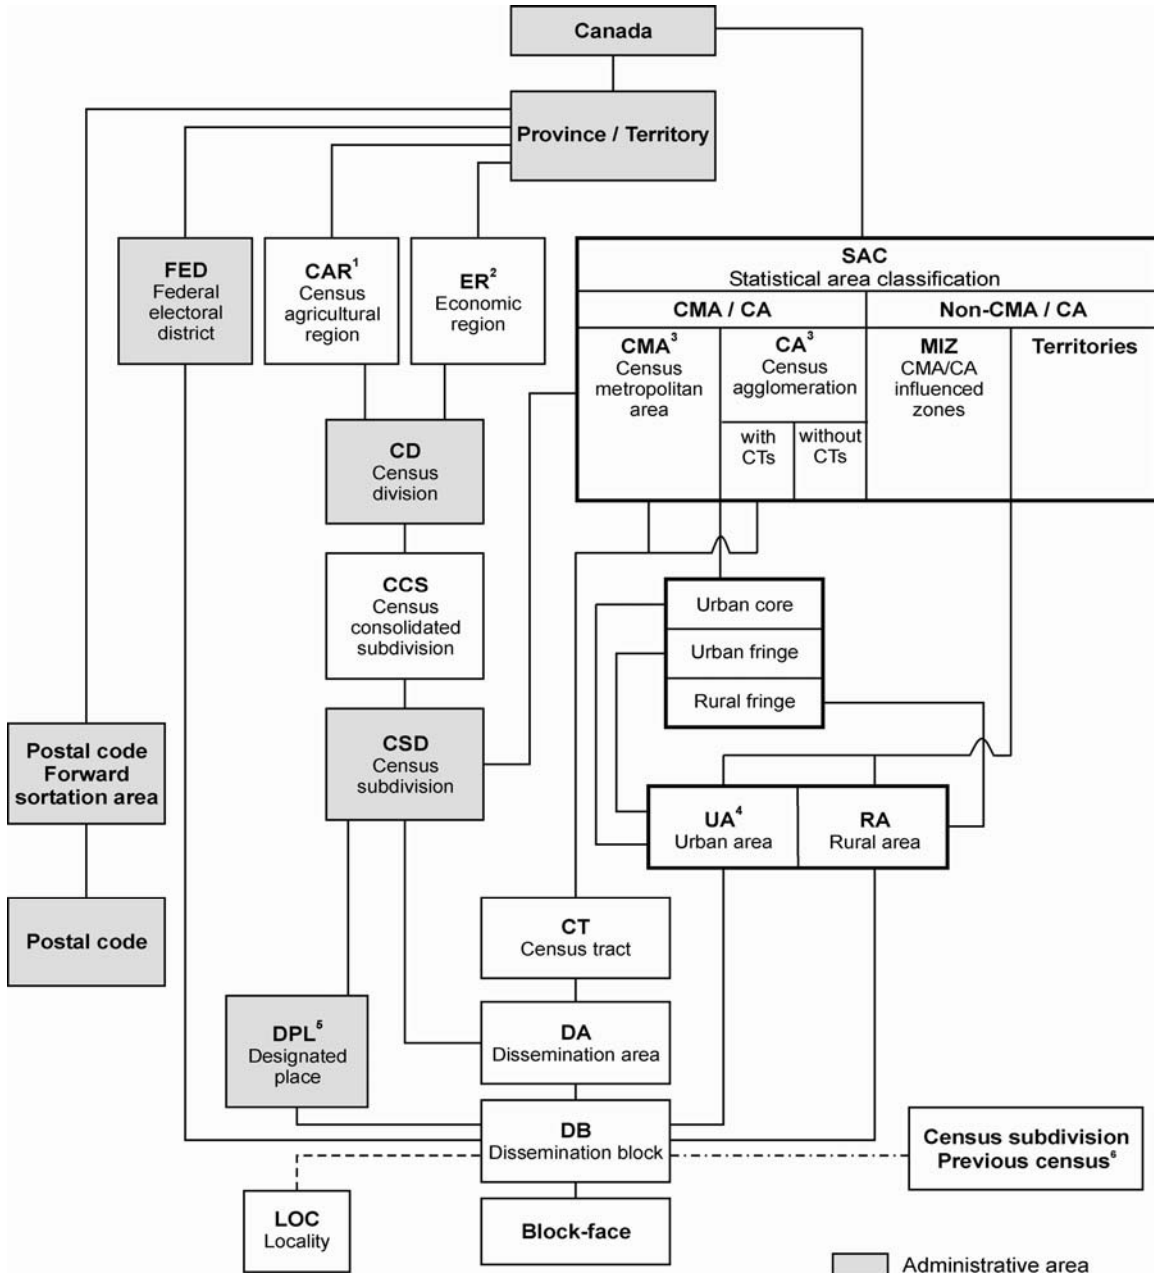 Canada
Province / Territory
FED
Federal
electoral
district
CAR1
Census
agricultural
region
ER2
Economic
region
SAC
Statistical area classification
CMA / CA
Non-CMA / CA
CMA3
Census
metropolitan
area
CA3
Census
agglomeration
with
CTs
without
CTs
MIZ
CMA/CA
influenced
zones
Territories
CD
Census
division
CCS
Census
consolidated
subdivision
Urban core
Urban fringe
Rural fringe
CSD
Census
subdivision
Postal code
Forward
sortation area
UA4
Urban area
RA
Rural area
Postal code
CT
Census tract
DPL5
Designated
place
DA
Dissemination area
DB
Dissemination block
Census subdivision
Previous census6
LOC
Locality
Block-face
Administrative area